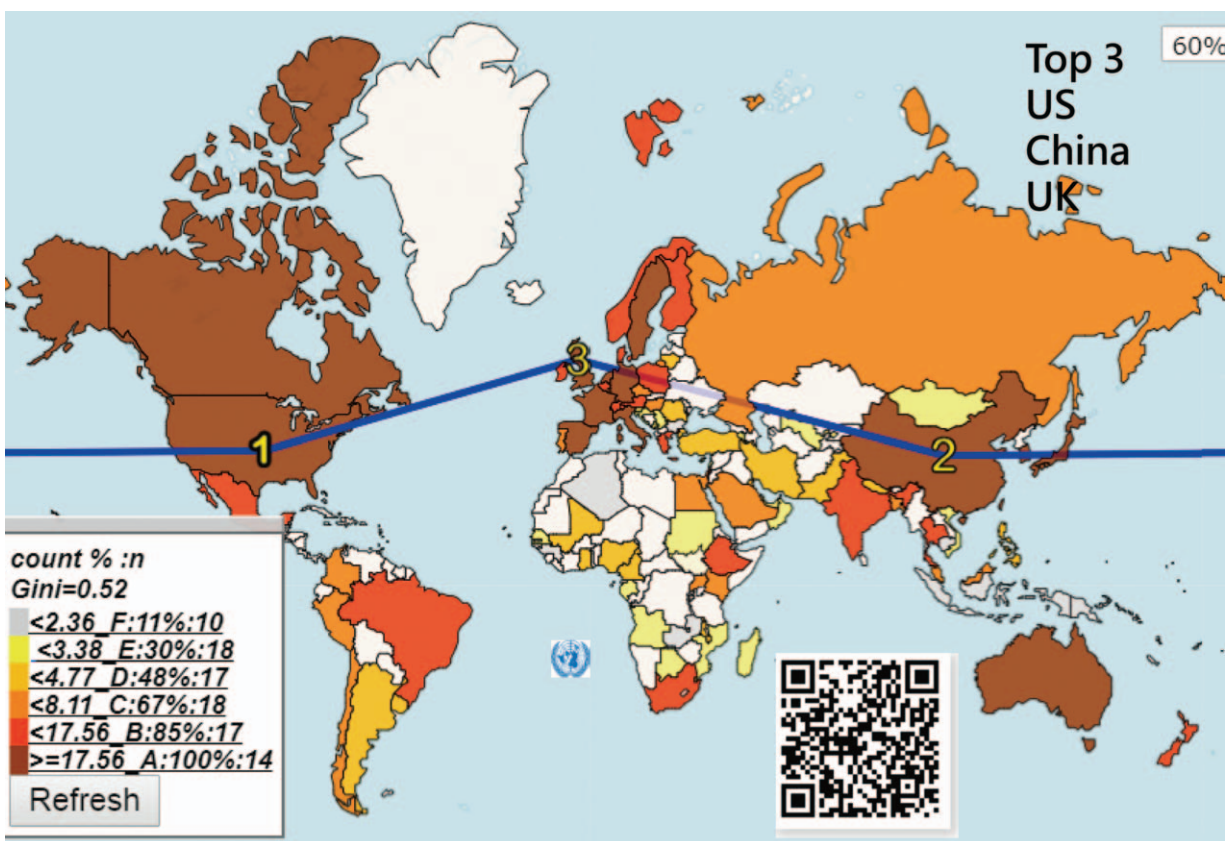 Top 3
US
China
UK
60%
1
3
2
count % :n
Gini=0.52
<2.36_F:11%:10
<3.38_E:30%:18
<4.77_D:48%:17
<8.11_C:67%:18
<17.56_B:85%:17
>=17.56_A:100%:14
Refresh